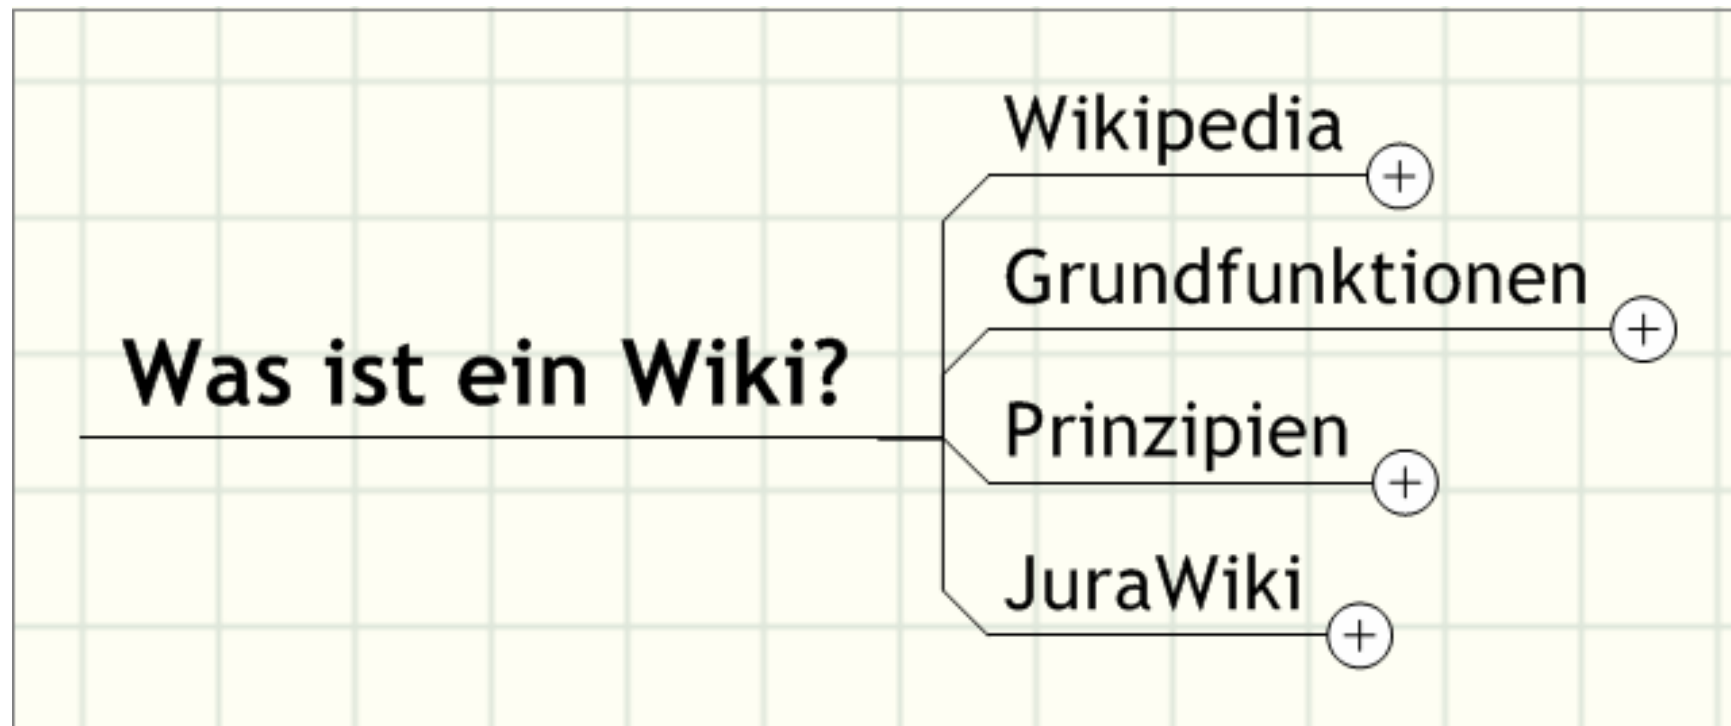 Was ist ein Wiki?
Wikipedia
Grundfunktionen
Prinzipien
JuraWiki